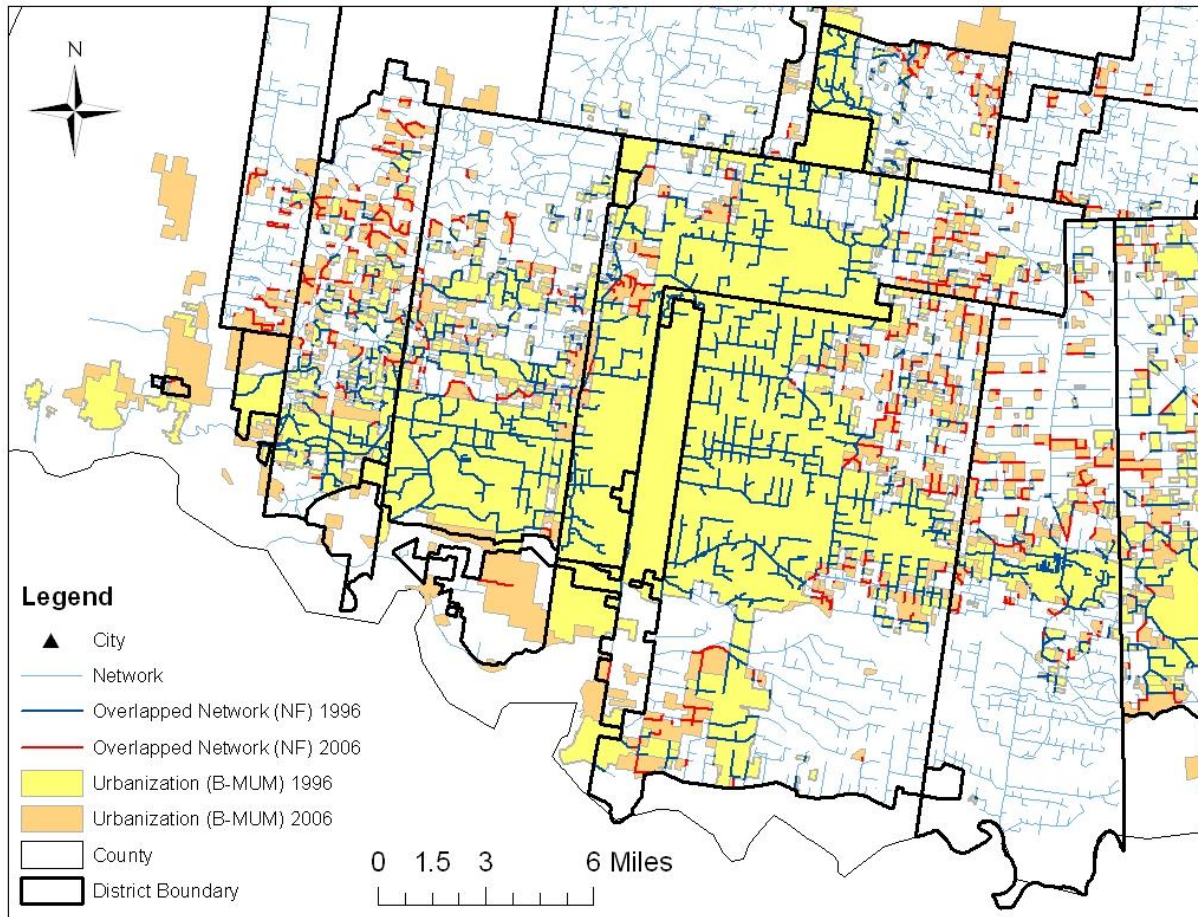 N
Legend
City
Network
Overlapped Network (NF) 1996
Overlapped Network (NF) 2006
Urbanization (B-MUM) 1996
Urbanization (B-MUM) 2006
County
District Boundary
0 1.5 3 6 Miles